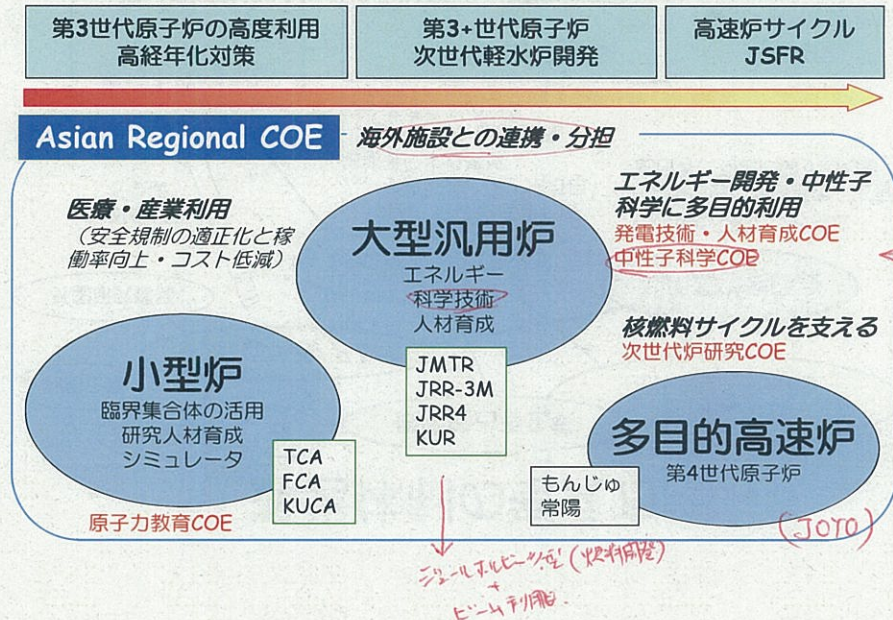 第3世代原子炉の高度利用
高経年化対策
第3+世代原子炉
次世代軽水炉開発
高速炉サイクル
JSFR
Asian Regional COE
海外施設との連携・分担
医療・産業利用
（安全規制の適正化と稼
働率向上・コスト低減）
大型汎用炉
エネルギー
科学技術
人材育成
エネルギー開発・中性子
科学に多目的利用
発電技術・人材育成COE
中性子科学COE
核燃料サイクルを支える
次世代炉研究COE
小型炉
臨界集合体の活用
研究人材育成
シミュレータ
JMTR
JRR-3M
JRR4
KUR
TCA
FCA
KUCA
多目的高速炉
第4世代原子炉
もんじゅ
常陽
原子力教育COE
(JOYO)
ジュールホルビッツ型 (燃料開発)
+
ビーム利用